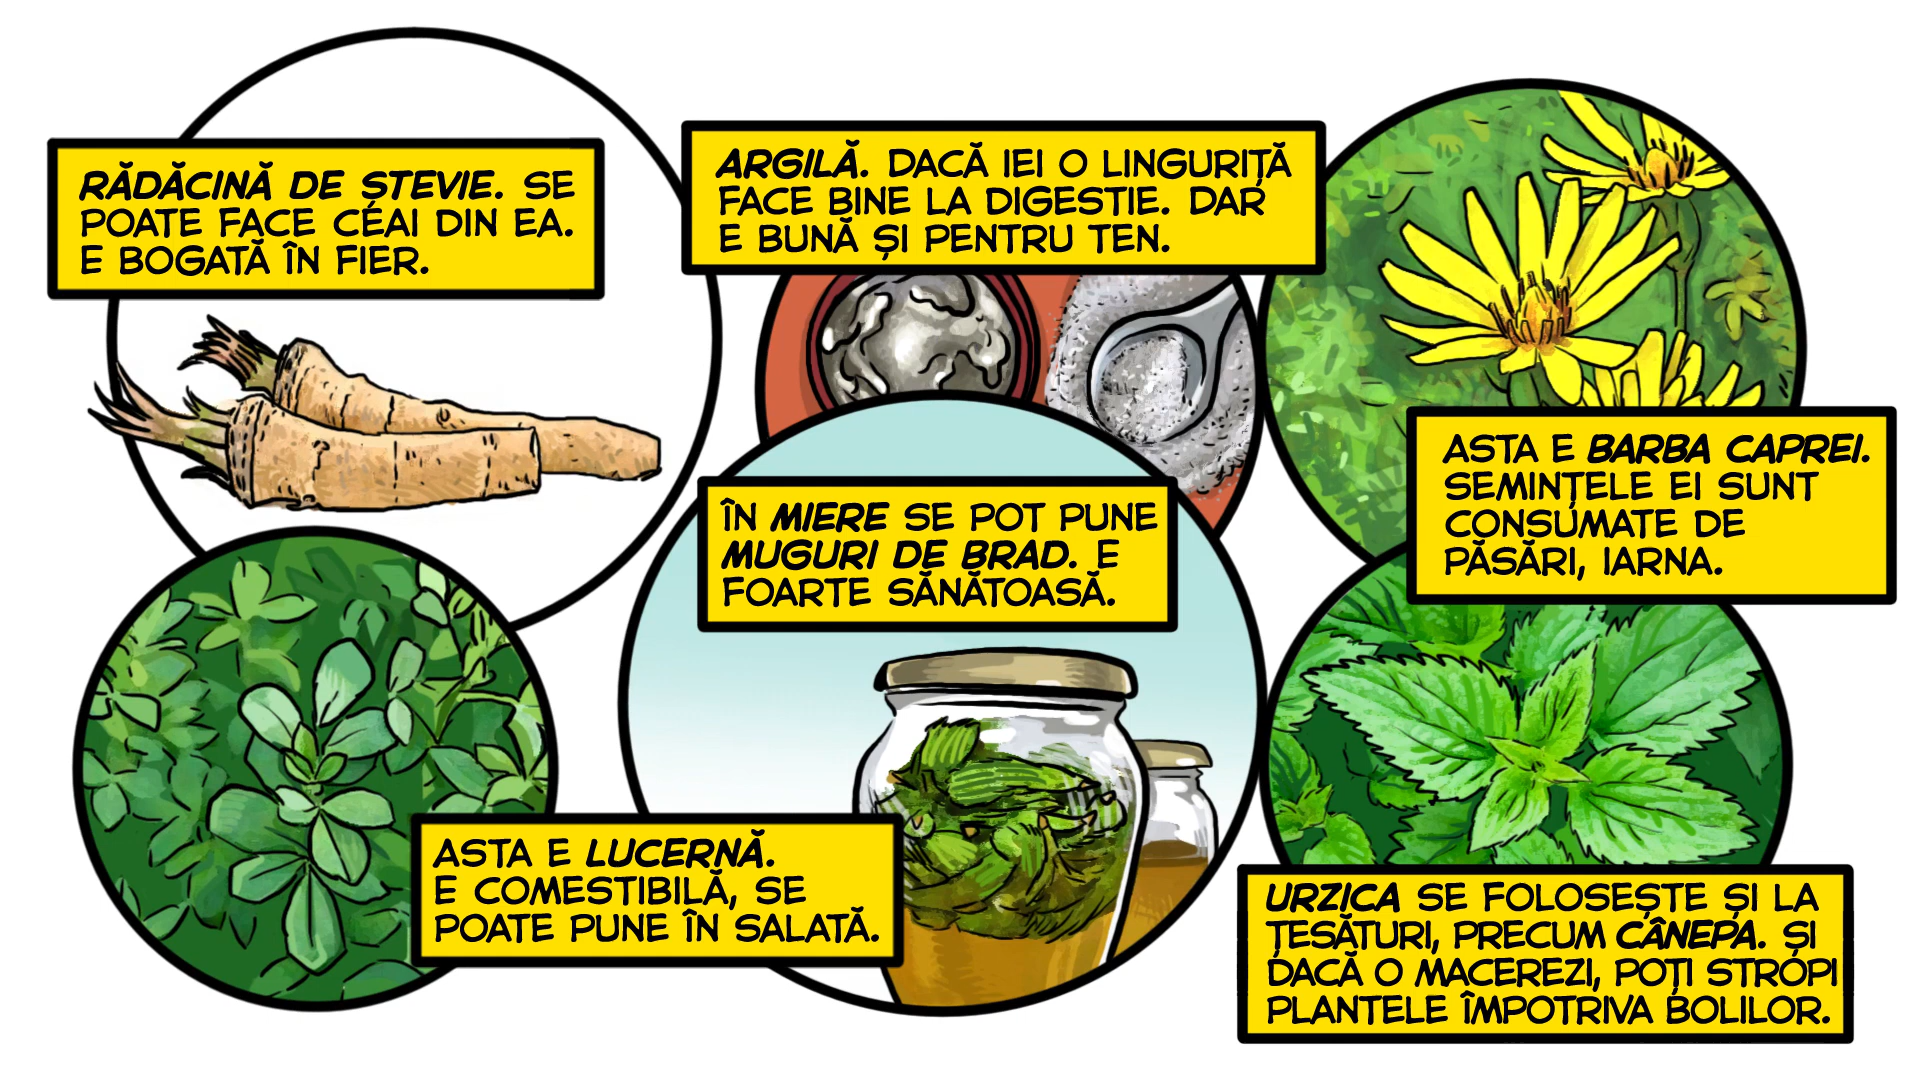 RĂDĂCINĂ DE ȘTEVIE. SE
POATE FACE CEAI DIN EA.
E BOGATĂ ÎN FIER.
ARGILĂ. DACĂ IEI O LINGURIȚĂ
FACE BINE LA DIGESTIE. DAR
E BUNĂ ȘI PENTRU TEN.
ASTA E BARBA CAPREI.
SEMINȚELE EI SUNT
CONSUMATE DE
PĂSĂRI, IARNA.
ÎN MIERE SE POT PUNE
MUGURI DE BRAD. E
FOARTE SĂNĂTOASĂ.
ASTA E LUCERNĂ.
E COMESTIBILĂ, SE
POATE PUNE ÎN SALATĂ.
URZICA SE FOLOSEȘTE ȘI LA
ȚESĂTURI, PRECUM CÂNEPA. ȘI
DACĂ O MACEREZI, POȚI STROPI
PLANTELE ÎMPOTRIVA BOLILOR.